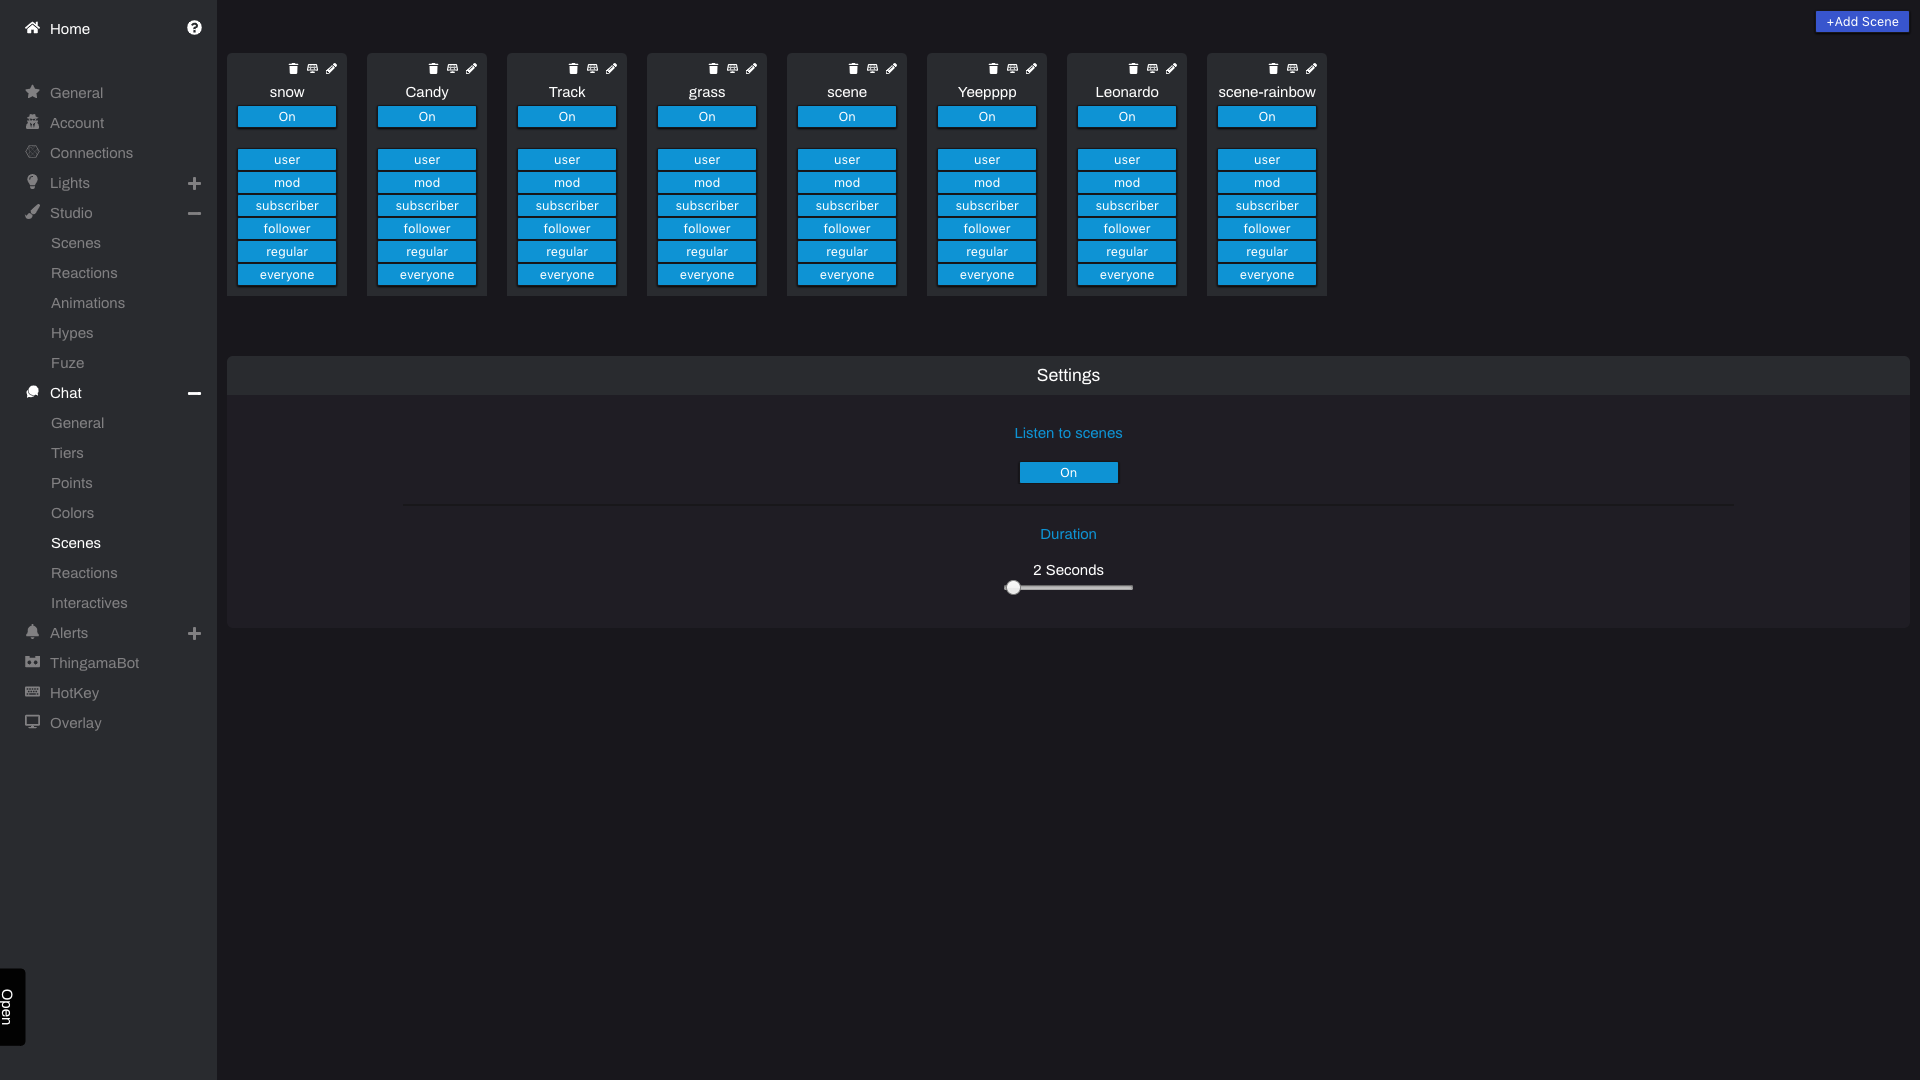 Home
General
Account
Connections
Lights
Studio
Scenes
Reactions
Animations
Hypes
Fuze
Chat
General
Tiers
Points
Colors
Scenes
Reactions
Interactives
Alerts
ThingamaBot
HotKey
Overlay
Open
+Add Scene
snow Candy Track grass scene Yeepppp Leonardo scene-rainbow
On On On On On On On On
user user user user user user user user
mod mod mod mod mod mod mod mod
subscriber subscriber subscriber subscriber subscriber subscriber subscriber subscriber
follower follower follower follower follower follower follower follower
regular regular regular regular regular regular regular regular
everyone everyone everyone everyone everyone everyone everyone everyone
Settings
Listen to scenes
On
Duration
2 Seconds